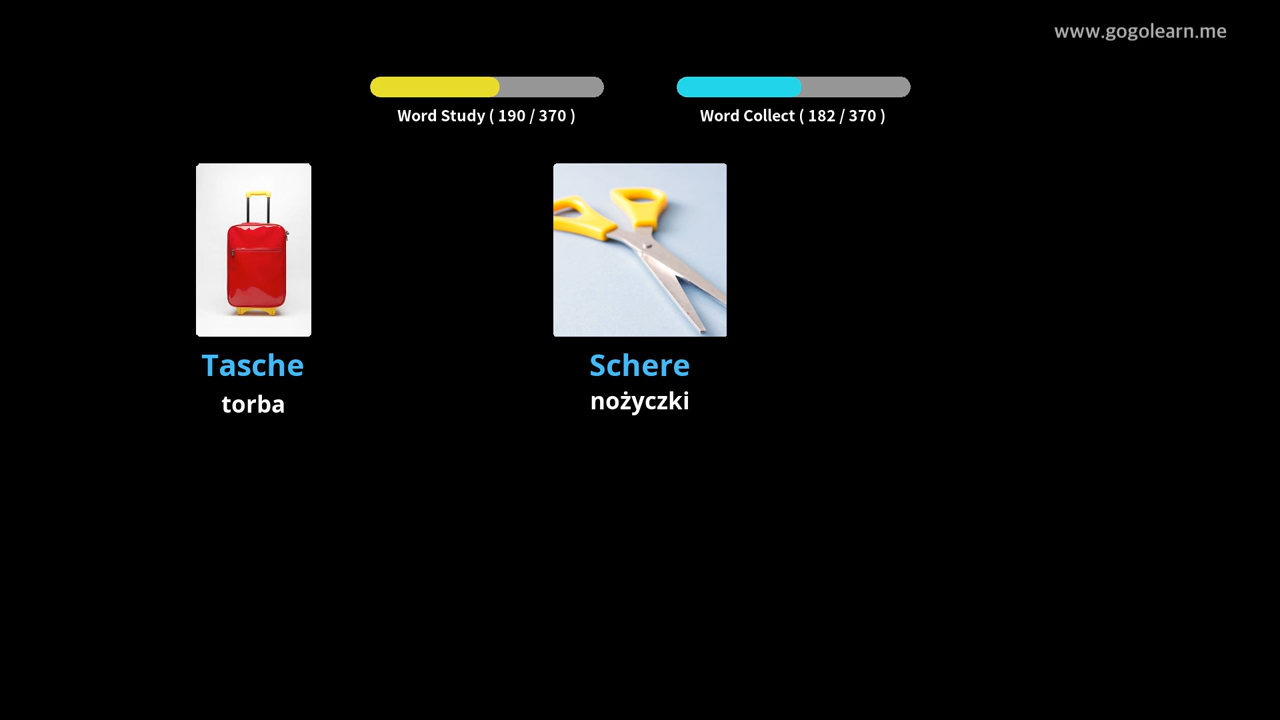 www.gogolearn.me
Word Study ( 190 / 370 )
Word Collect ( 182 / 370 )
Tasche
torba
Schere
nożyczki